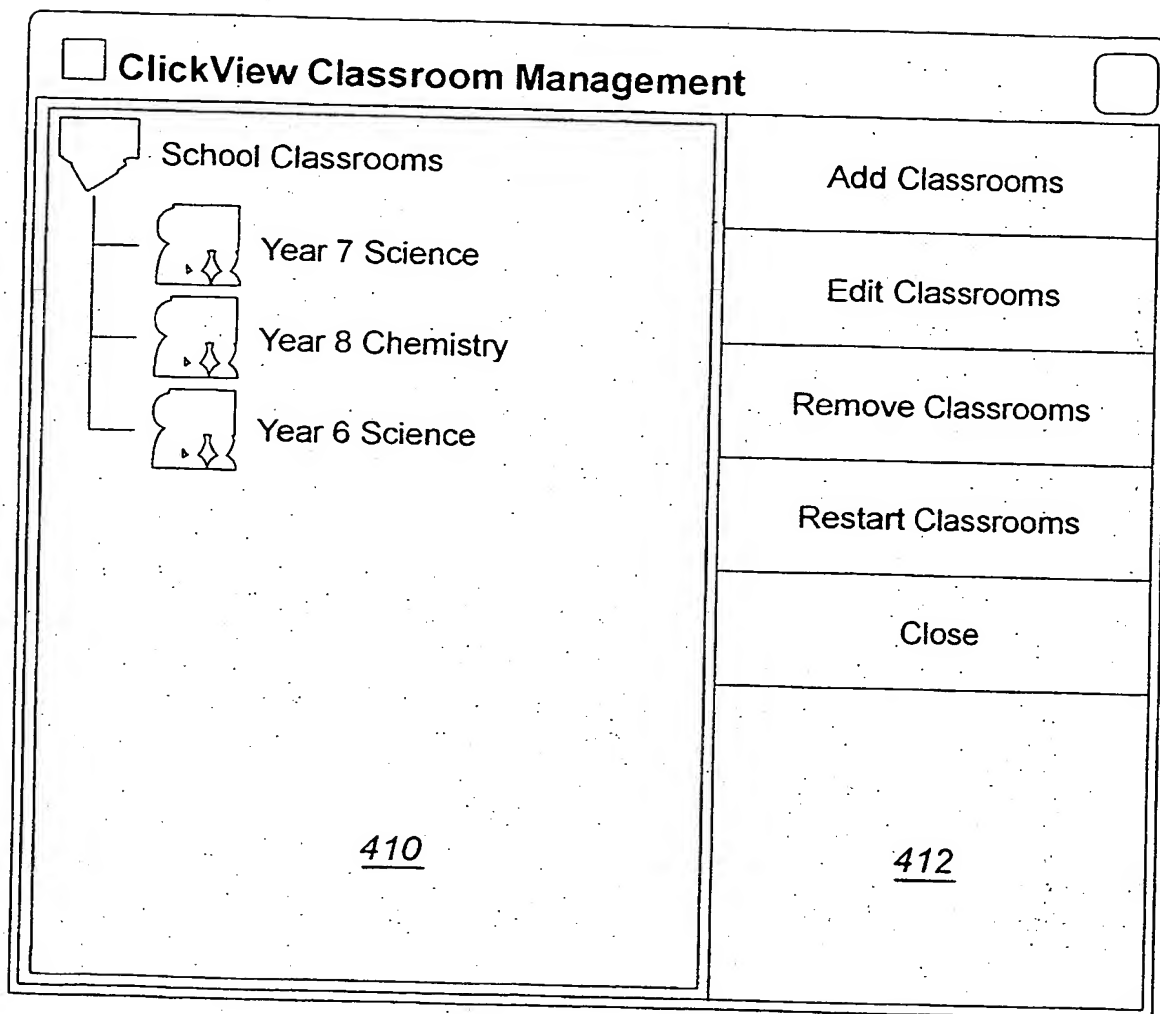 ClickView Classroom Management
School Classrooms
Year 7 Science
Year 8 Chemistry
Year 6 Science
410
Add Classrooms
Edit Classrooms
Remove Classrooms
Restart Classrooms
Close
412